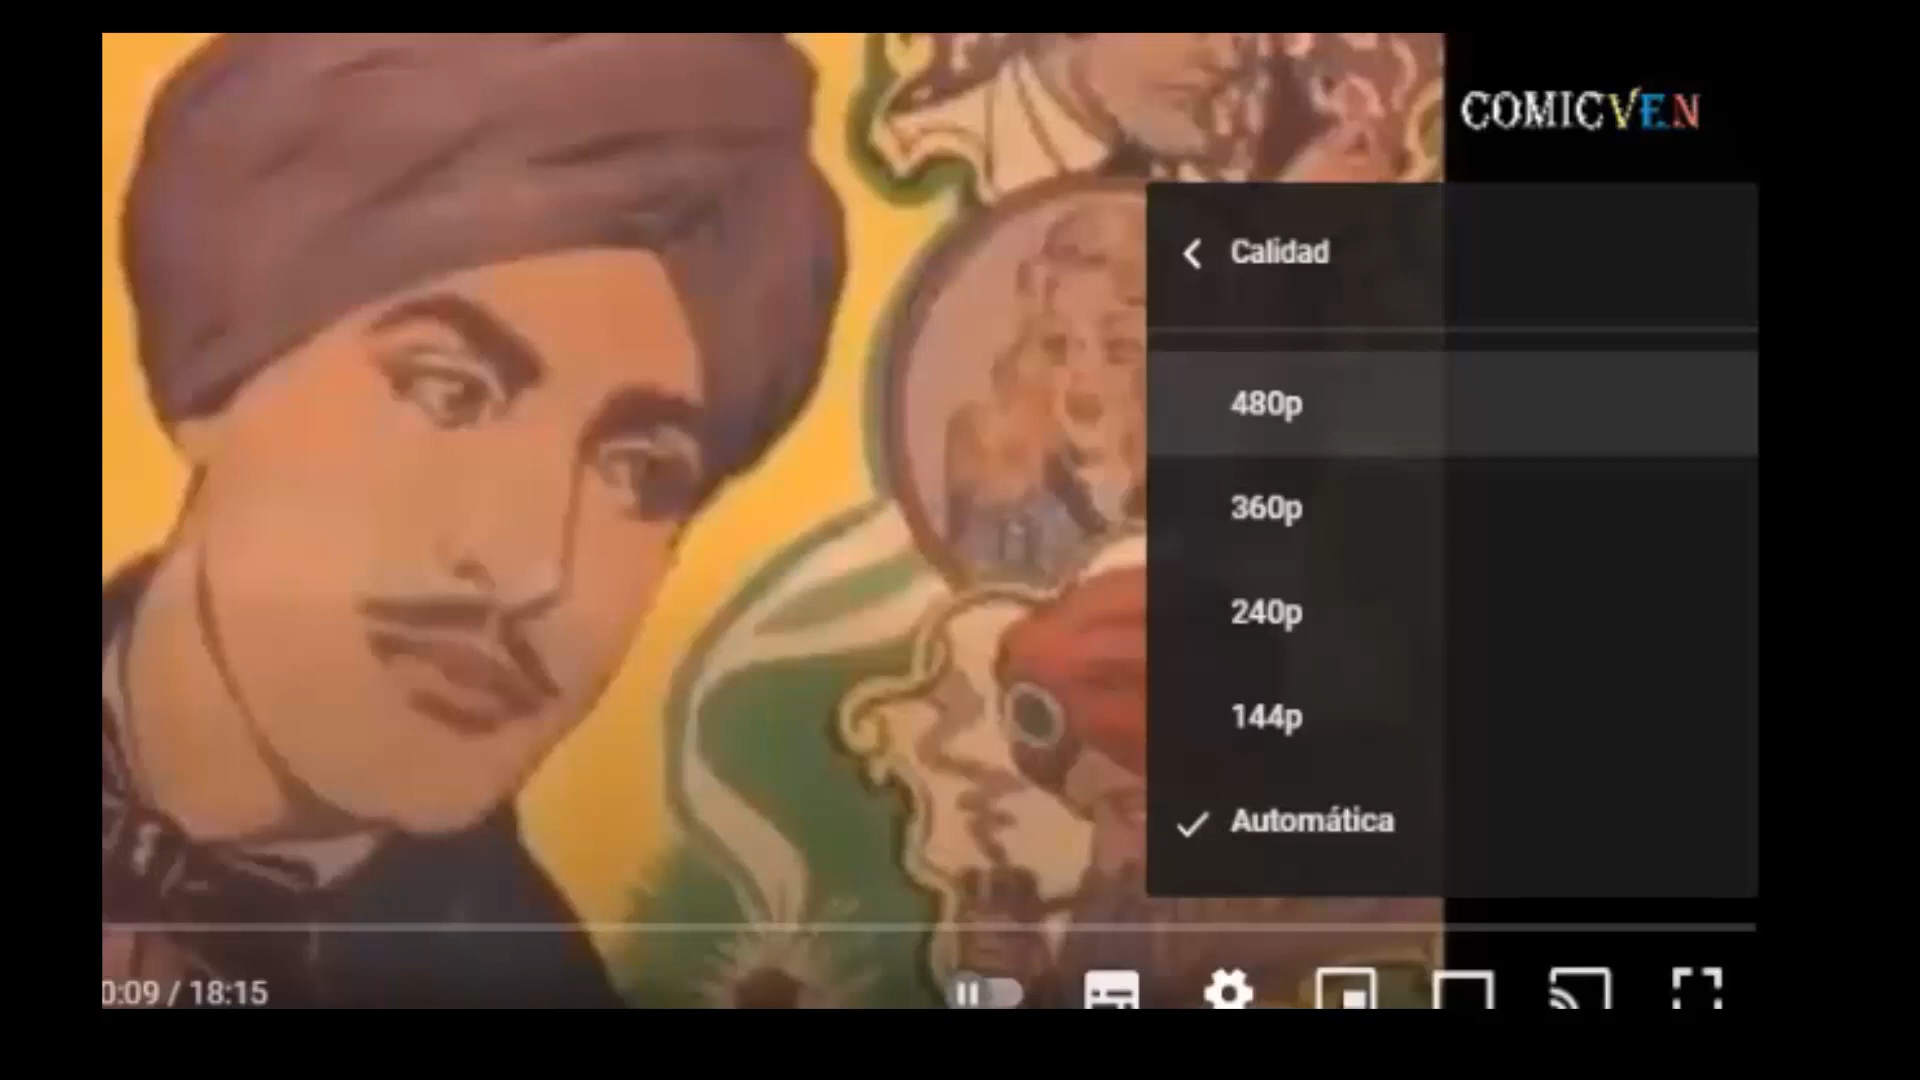 COMICVEN
Calidad
480p
360p
240p
144p
Automática
0:09 / 18:15